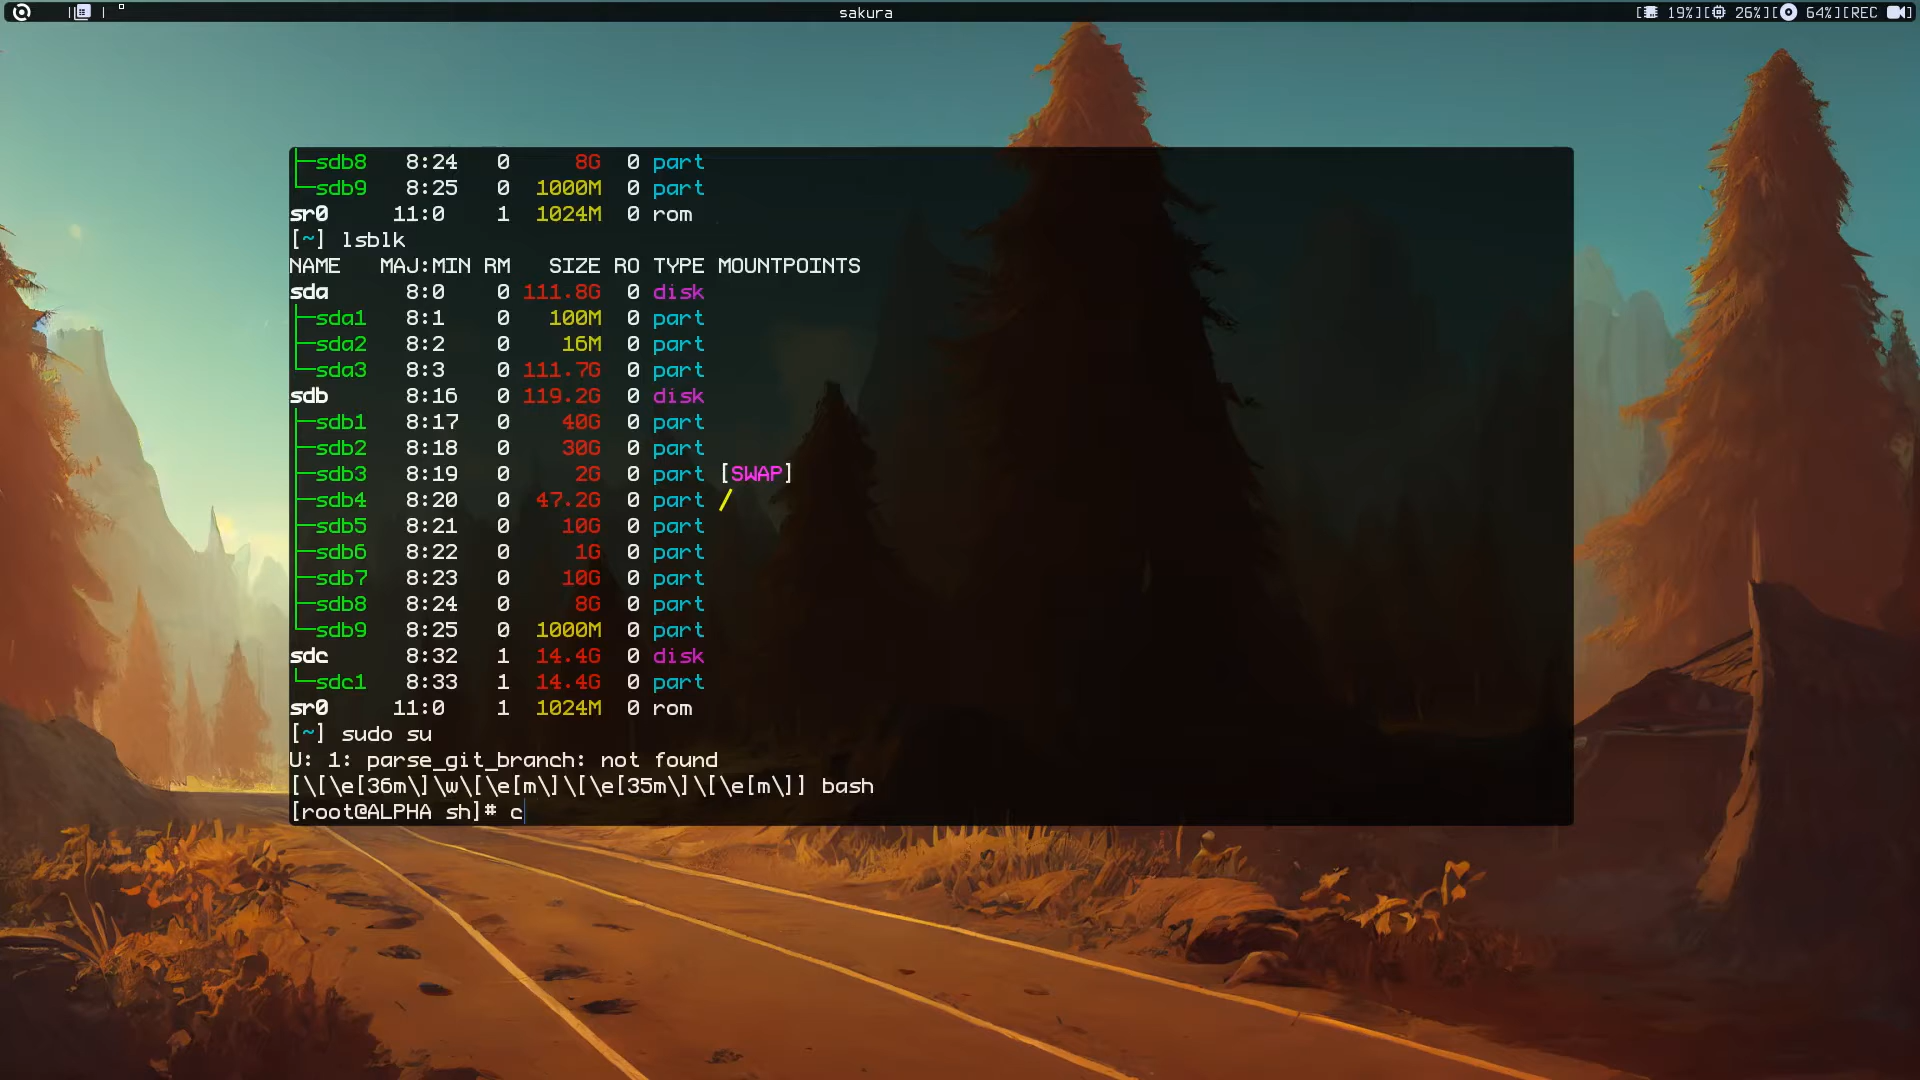 sakura
[ 19%][ 26%][ 64%][REC ]
├─sdb8   8:24   0     8G  0 part
└─sdb9   8:25   0  1000M  0 part
sr0     11:0    1  1024M  0 rom
[~] lsblk
NAME   MAJ:MIN RM   SIZE RO TYPE MOUNTPOINTS
sda      8:0    0 111.8G  0 disk
├─sda1   8:1    0   100M  0 part
├─sda2   8:2    0    16M  0 part
└─sda3   8:3    0 111.7G  0 part
sdb      8:16   0 119.2G  0 disk
├─sdb1   8:17   0    40G  0 part
├─sdb2   8:18   0    30G  0 part
├─sdb3   8:19   0     2G  0 part [SWAP]
├─sdb4   8:20   0  47.2G  0 part /
├─sdb5   8:21   0    10G  0 part
├─sdb6   8:22   0     1G  0 part
├─sdb7   8:23   0    10G  0 part
├─sdb8   8:24   0     8G  0 part
└─sdb9   8:25   0  1000M  0 part
sdc      8:32   1  14.4G  0 disk
└─sdc1   8:33   1  14.4G  0 part
sr0     11:0    1  1024M  0 rom
[~] sudo su
U: 1: parse_git_branch: not found
[\[\e[36m\]\w\[\e[m\]\[\e[35m\]\[\e[m\]] bash
[root@ALPHA sh]# c